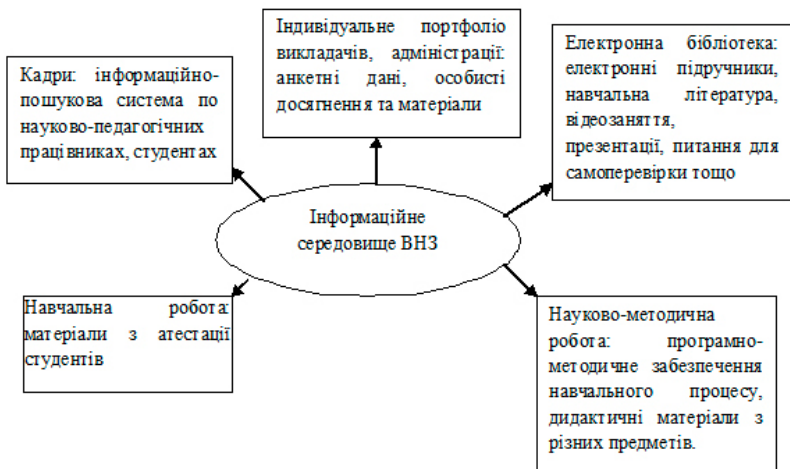 Кадри: інформаційно-
пошукова система по
науково-педагогічних
працівниках, студентах
Індивідуальне портфоліо
викладачів, адміністрації:
анкетні дані, особисті
досягнення та матеріали
Електронна бібліотека:
електронні підручники,
навчальна література,
відеозаняття,
презентації, питання для
самоперевірки тощо
Інформаційне
середовище ВНЗ
Навчальна робота:
матеріали з атестації
студентів
Науково-методична
робота: програмно-
методичне забезпечення
навчального процесу,
дидактичні матеріали з
різних предметів.